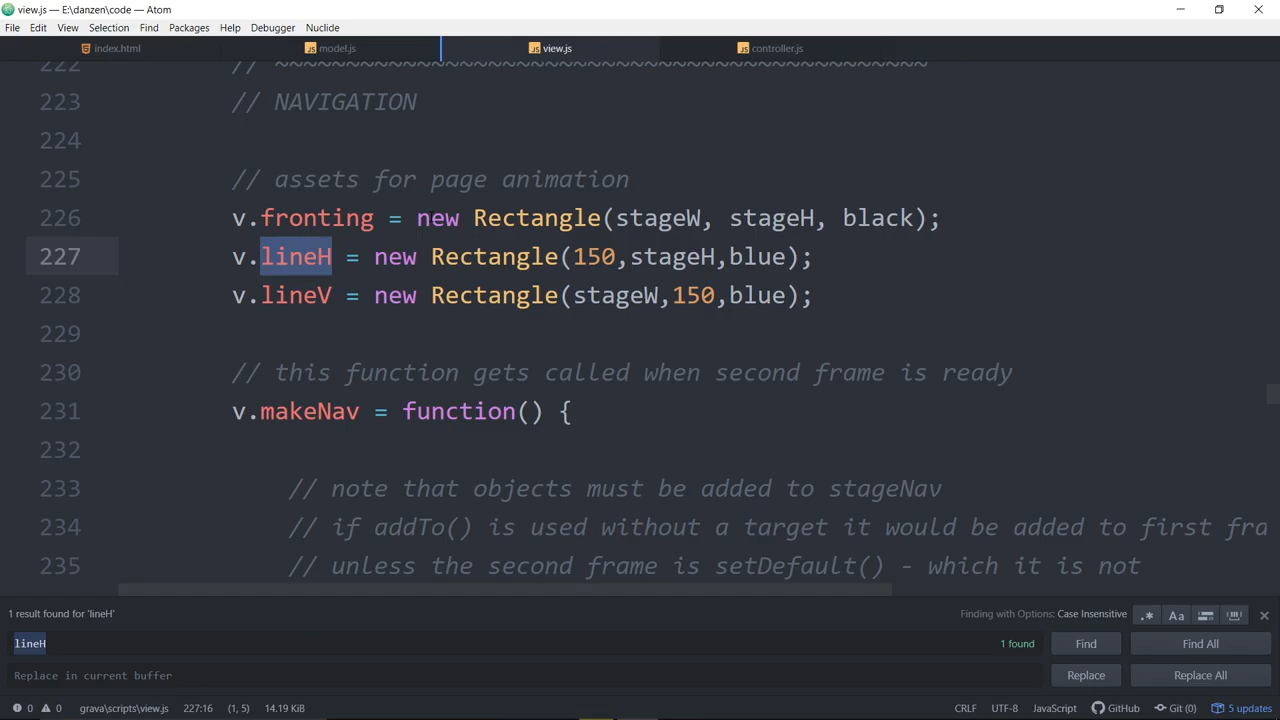 view.js — E:\danzen\code — Atom
File Edit View Selection Find Packages Help Debugger Nuclide
index.html model.js view.js controller.js
222 // ~~~~~~~~~~~~~~~~~~~~~~~~~~~~~~~~~~~~~~~~~~~~~~
223 // NAVIGATION
224
225 // assets for page animation
226 v.fronting = new Rectangle(stageW, stageH, black);
227 v.lineH = new Rectangle(150,stageH,blue);
228 v.lineV = new Rectangle(stageW,150,blue);
229
230 // this function gets called when second frame is ready
231 v.makeNav = function() {
232
233 // note that objects must be added to stageNav
234 // if addTo() is used without a target it would be added to first fra
235 // unless the second frame is setDefault() - which it is not
1 result found for 'lineH' Finding with Options: Case Insensitive .* Aa
lineH 1 found Find Find All
Replace in current buffer Replace Replace All
0 0 grava\scripts\view.js 227:16 (1, 5) 14.19 KiB CRLF UTF-8 JavaScript GitHub Git (0) 5 updates